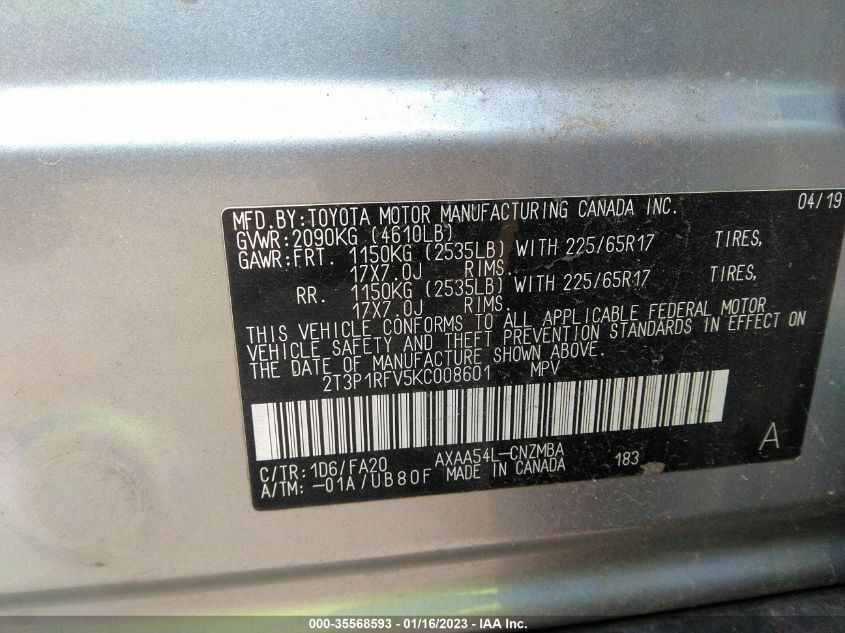 MFD.BY:TOYOTA MOTOR MANUFACTURING CANADA INC. 04/19
GVWR:2090KG (4610LB)
GAWR:FRT. 1150KG (2535LB) WITH 225/65R17 TIRES,
17X7.0J RIMS.
RR. 1150KG (2535LB) WITH 225/65R17 TIRES,
17X7.0J RIMS.
THIS VEHICLE CONFORMS TO ALL APPLICABLE FEDERAL MOTOR
VEHICLE SAFETY AND THEFT PREVENTION STANDARDS IN EFFECT ON
THE DATE OF MANUFACTURE SHOWN ABOVE.
2T3P1RFV5KC008601 MPV
A
C/TR:1D6/FA20 AXAA54L-CNZMBA 183
A/TM:-01A/UB80F MADE IN CANADA
000-35568593 - 01/16/2023 - IAA Inc.